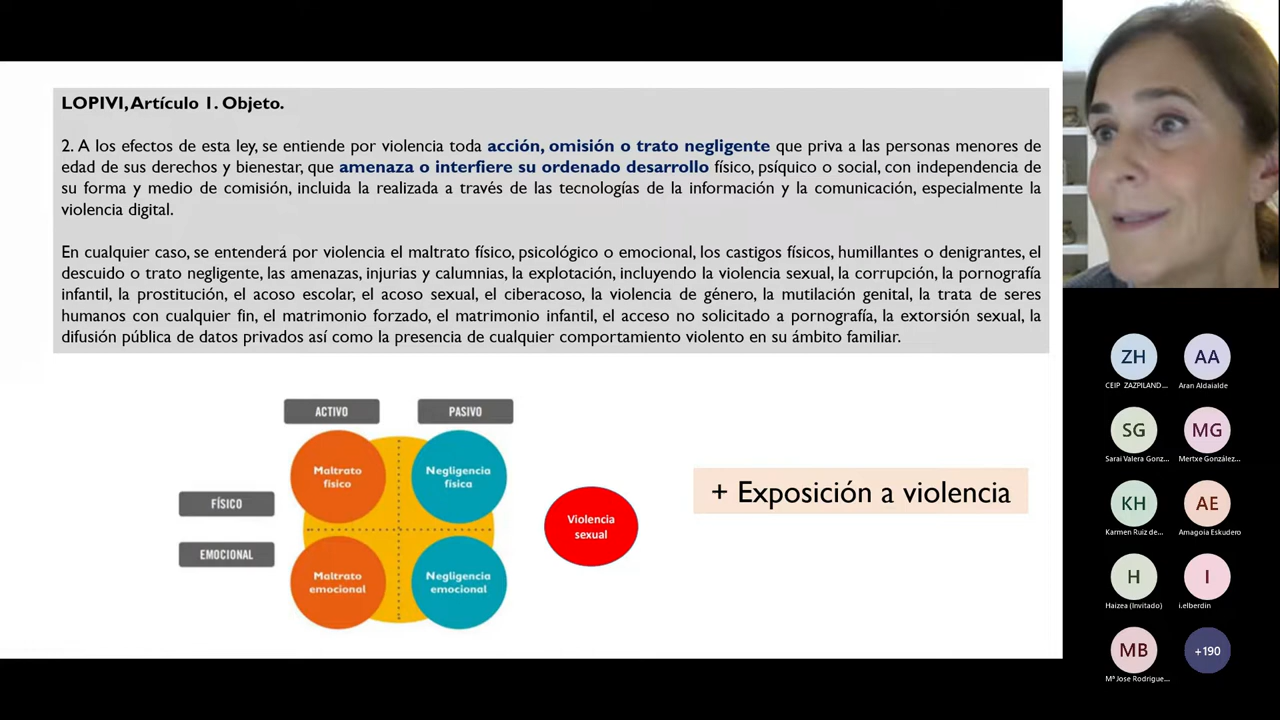 LOPIVI, Artículo 1. Objeto.
2. A los efectos de esta ley, se entiende por violencia toda acción, omisión o trato negligente que priva a las personas menores de
edad de sus derechos y bienestar, que amenaza o interfiere su ordenado desarrollo físico, psíquico o social, con independencia de
su forma y medio de comisión, incluida la realizada a través de las tecnologías de la información y la comunicación, especialmente la
violencia digital.
En cualquier caso, se entenderá por violencia el maltrato físico, psicológico o emocional, los castigos físicos, humillantes o denigrantes, el
descuido o trato negligente, las amenazas, injurias y calumnias, la explotación, incluyendo la violencia sexual, la corrupción, la pornografía
infantil, la prostitución, el acoso escolar, el acoso sexual, el ciberacoso, la violencia de género, la mutilación genital, la trata de seres
humanos con cualquier fin, el matrimonio forzado, el matrimonio infantil, el acceso no solicitado a pornografía, la extorsión sexual, la
difusión pública de datos privados así como la presencia de cualquier comportamiento violento en su ámbito familiar.
ACTIVO
PASIVO
FÍSICO
EMOCIONAL
Maltrato
físico
Negligencia
física
Maltrato
emocional
Negligencia
emocional
Violencia
sexual
+ Exposición a violencia
ZH
CEIP ZAZPILAND...
AA
Aran Aldaialde
SG
Sarai Valera Gonz...
MG
Mertxe González...
KH
Karmen Ruiz de...
AE
Amagoia Eskudero
H
Haizea (Invitado)
I
i.elberdin
MB
Mª Jose Rodrigue...
+190